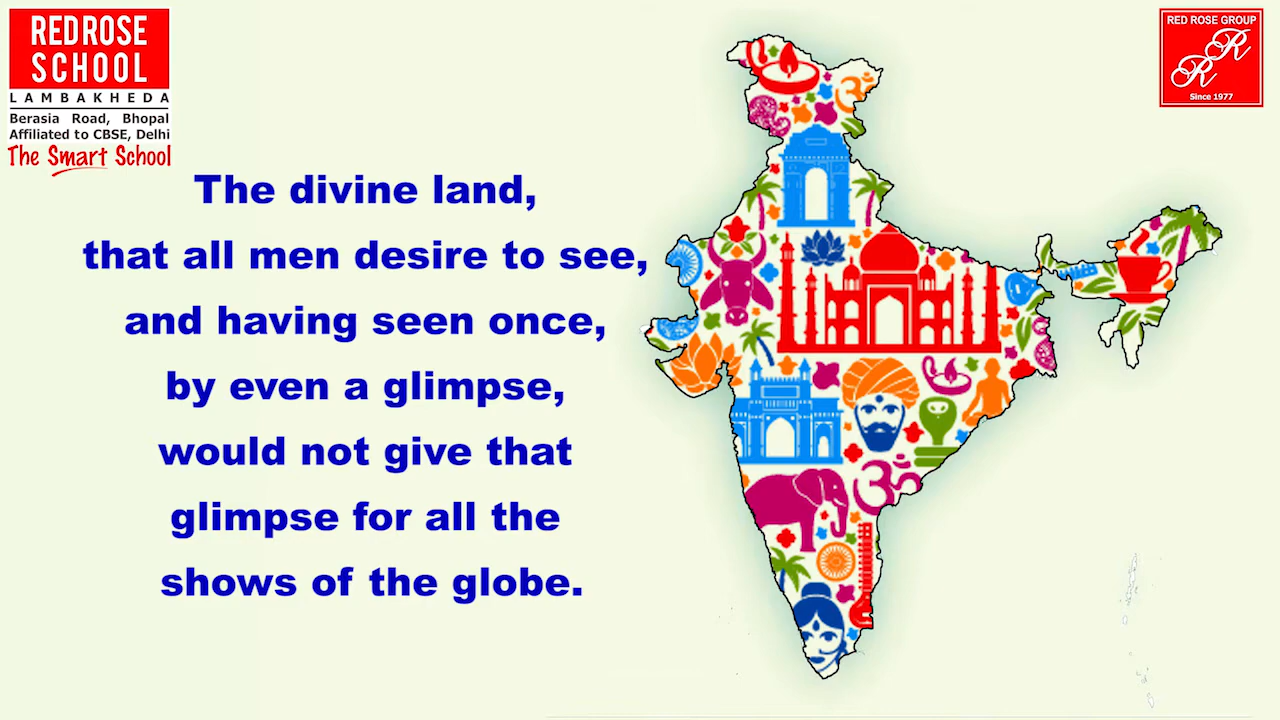 REDROSE
SCHOOL
LAMBAKHEDA
Berasia Road, Bhopal
Affiliated to CBSE, Delhi
The Smart School
RED ROSE GROUP
R R
Since 1977
The divine land,
that all men desire to see,
and having seen once,
by even a glimpse,
would not give that
glimpse for all the
shows of the globe.
ॐ
ॐ